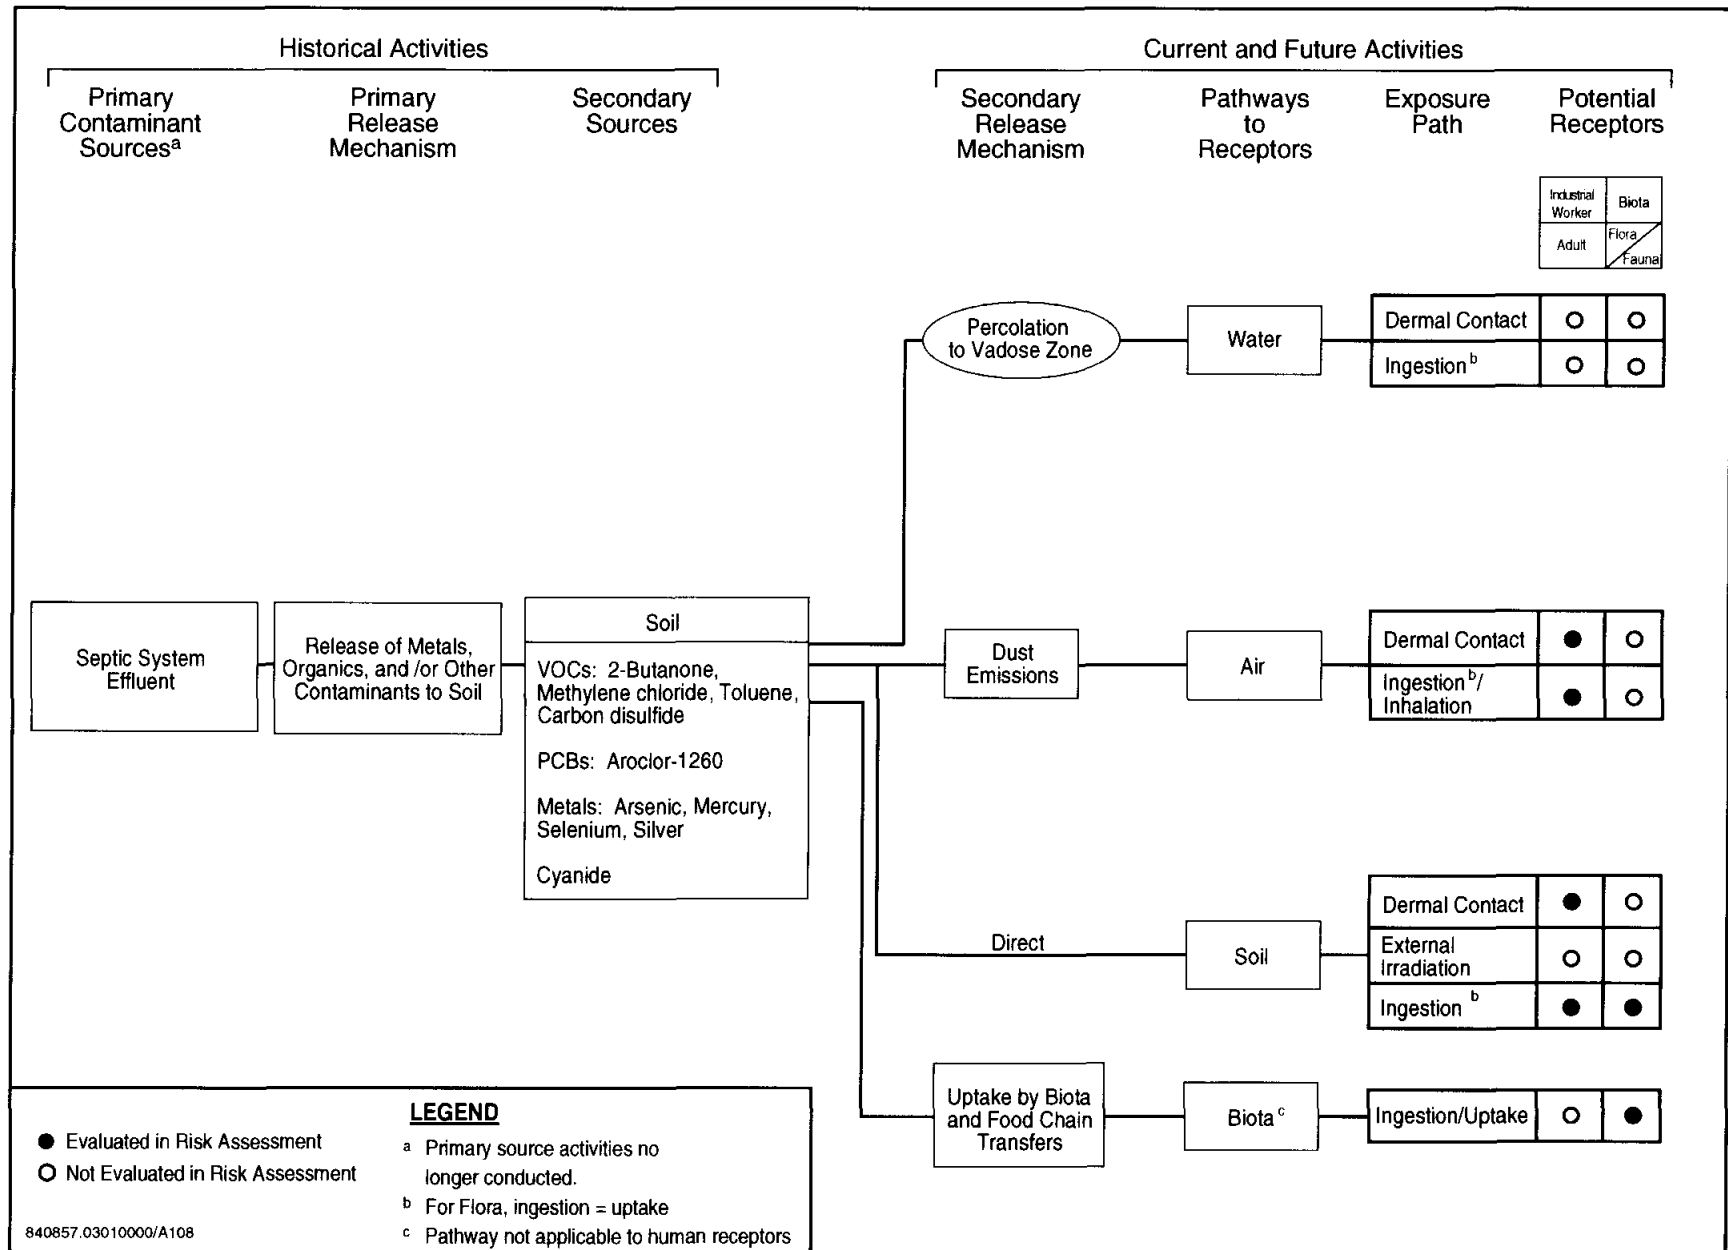 Historical Activities
Current and Future Activities
Primary
Contaminant
Sourcesᵃ
Primary
Release
Mechanism
Secondary
Sources
Secondary
Release
Mechanism
Pathways
to
Receptors
Exposure
Path
Potential
Receptors
Industrial
Worker
Biota
Adult
Flora
Fauna
Percolation
to Vadose Zone
Water
Dermal Contact
Ingestion ᵇ
Septic System
Effluent
Release of Metals,
Organics, and /or Other
Contaminants to Soil
Soil
VOCs: 2-Butanone,
Methylene chloride, Toluene,
Carbon disulfide
PCBs: Aroclor-1260
Metals: Arsenic, Mercury,
Selenium, Silver
Cyanide
Dust
Emissions
Air
Dermal Contact
Ingestion ᵇ/
Inhalation
Direct
Soil
Dermal Contact
External
Irradiation
Ingestion ᵇ
Uptake by Biota
and Food Chain
Transfers
Biota ᶜ
Ingestion/Uptake
LEGEND
Evaluated in Risk Assessment
Not Evaluated in Risk Assessment
ᵃ Primary source activities no
longer conducted.
ᵇ For Flora, ingestion = uptake
ᶜ Pathway not applicable to human receptors
840857.03010000/A108